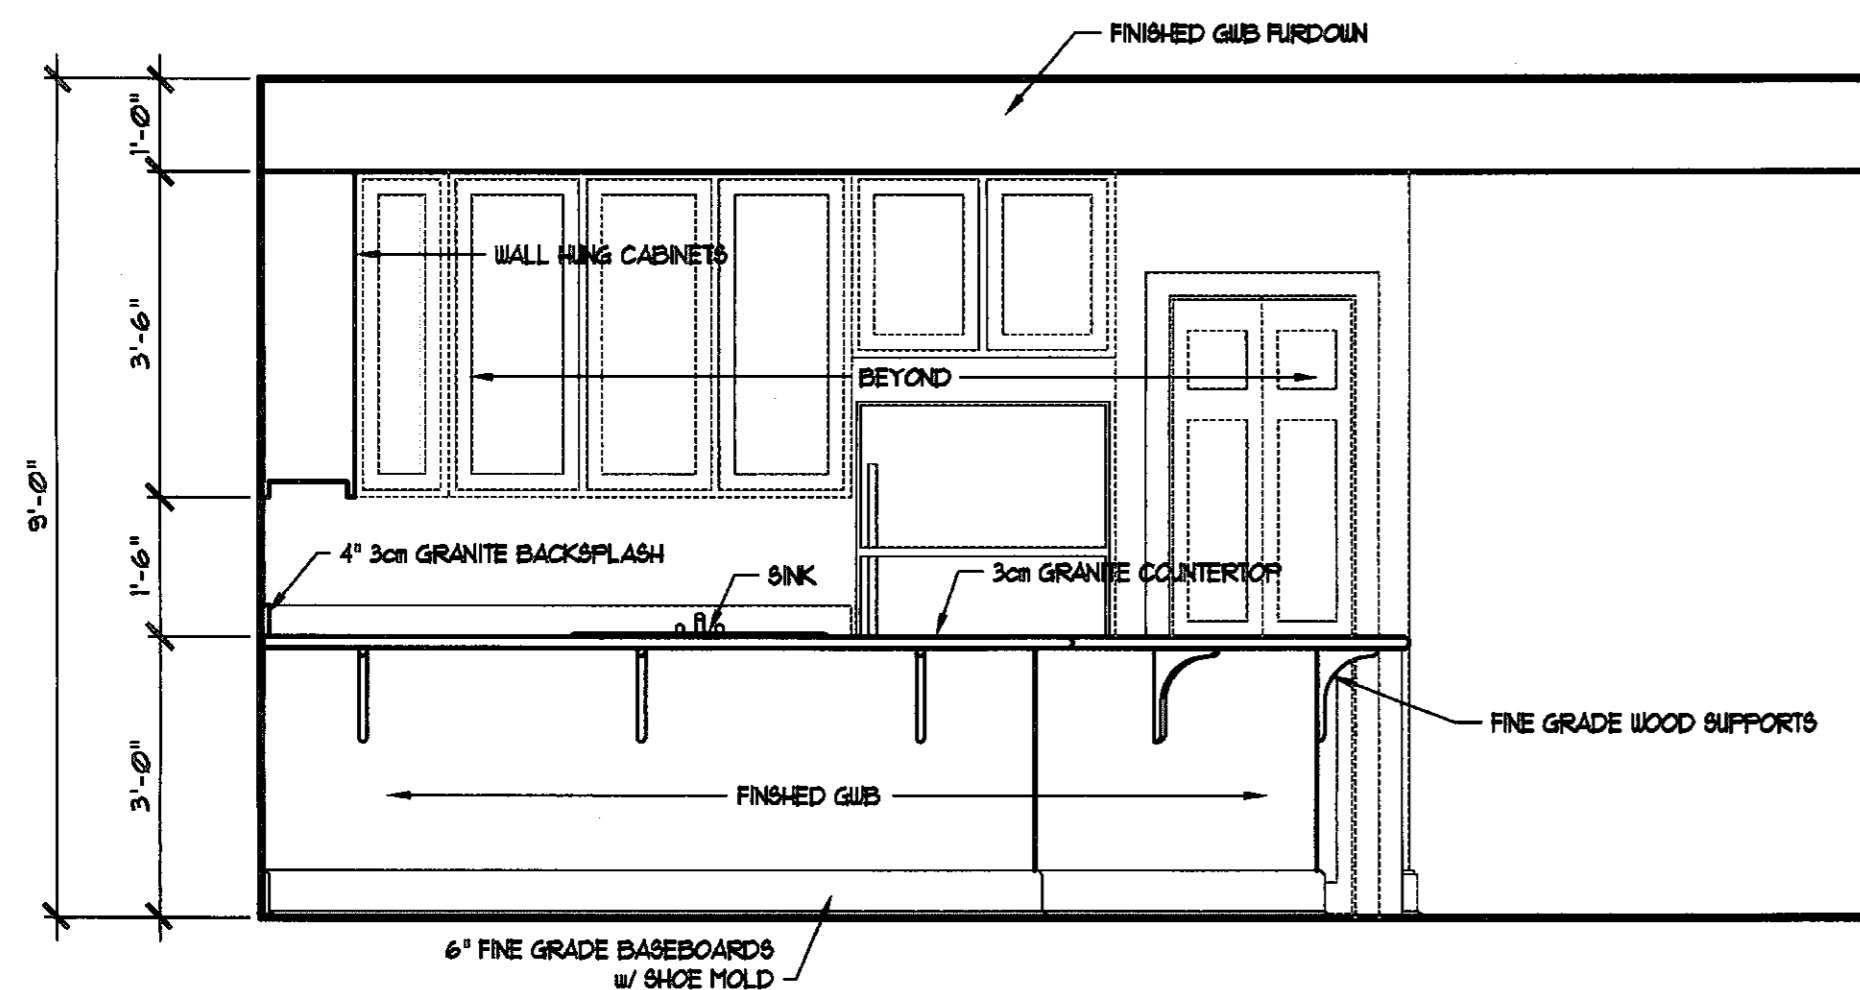 FINISHED GWB FURDOWN
1'-0"
WALL HUNG CABINETS
3'-6"
BEYOND
9'-0"
4" 3cm GRANITE BACKSPLASH
SINK
3cm GRANITE COUNTERTOP
1'-6"
FINE GRADE WOOD SUPPORTS
3'-0"
FINSHED GWB
6" FINE GRADE BASEBOARDS
w/ SHOE MOLD